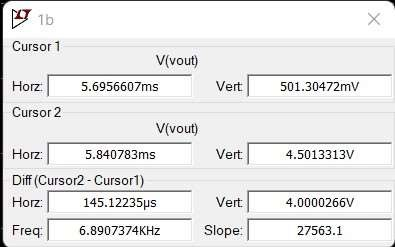 1b
Cursor 1
V(vout)
Horz: 5.6956607ms Vert: 501.30472mV
Cursor 2
V(vout)
Horz: 5.840783ms Vert: 4.5013313V
Diff (Cursor2 - Cursor1)
Horz: 145.12235µs Vert: 4.0000266V
Freq: 6.8907374KHz Slope: 27563.1